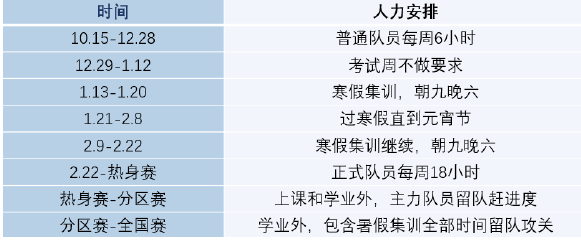 时间 人力安排
10.15-12.28 普通队员每周6小时
12.29-1.12 考试周不做要求
1.13-1.20 寒假集训，朝九晚六
1.21-2.8 过寒假直到元宵节
2.9-2.22 寒假集训继续，朝九晚六
2.22-热身赛 正式队员每周18小时
热身赛-分区赛 上课和学业外，主力队员留队赶进度
分区赛-全国赛 学业外，包含暑假集训全部时间留队攻关